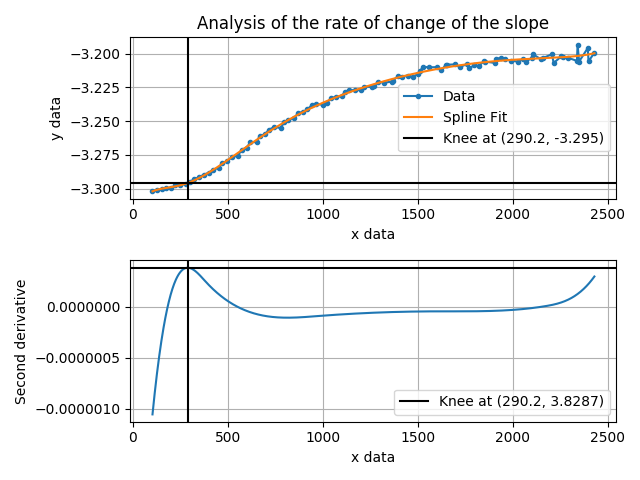 Analysis of the rate of change of the slope
y data
−3.200
−3.225
−3.250
−3.275
−3.300
Data
Spline Fit
Knee at (290.2, -3.295)
0 500 1000 1500 2000 2500
x data
Second derivative
0.0000000
−0.0000005
−0.0000010
Knee at (290.2, 3.8287)
0 500 1000 1500 2000 2500
x data